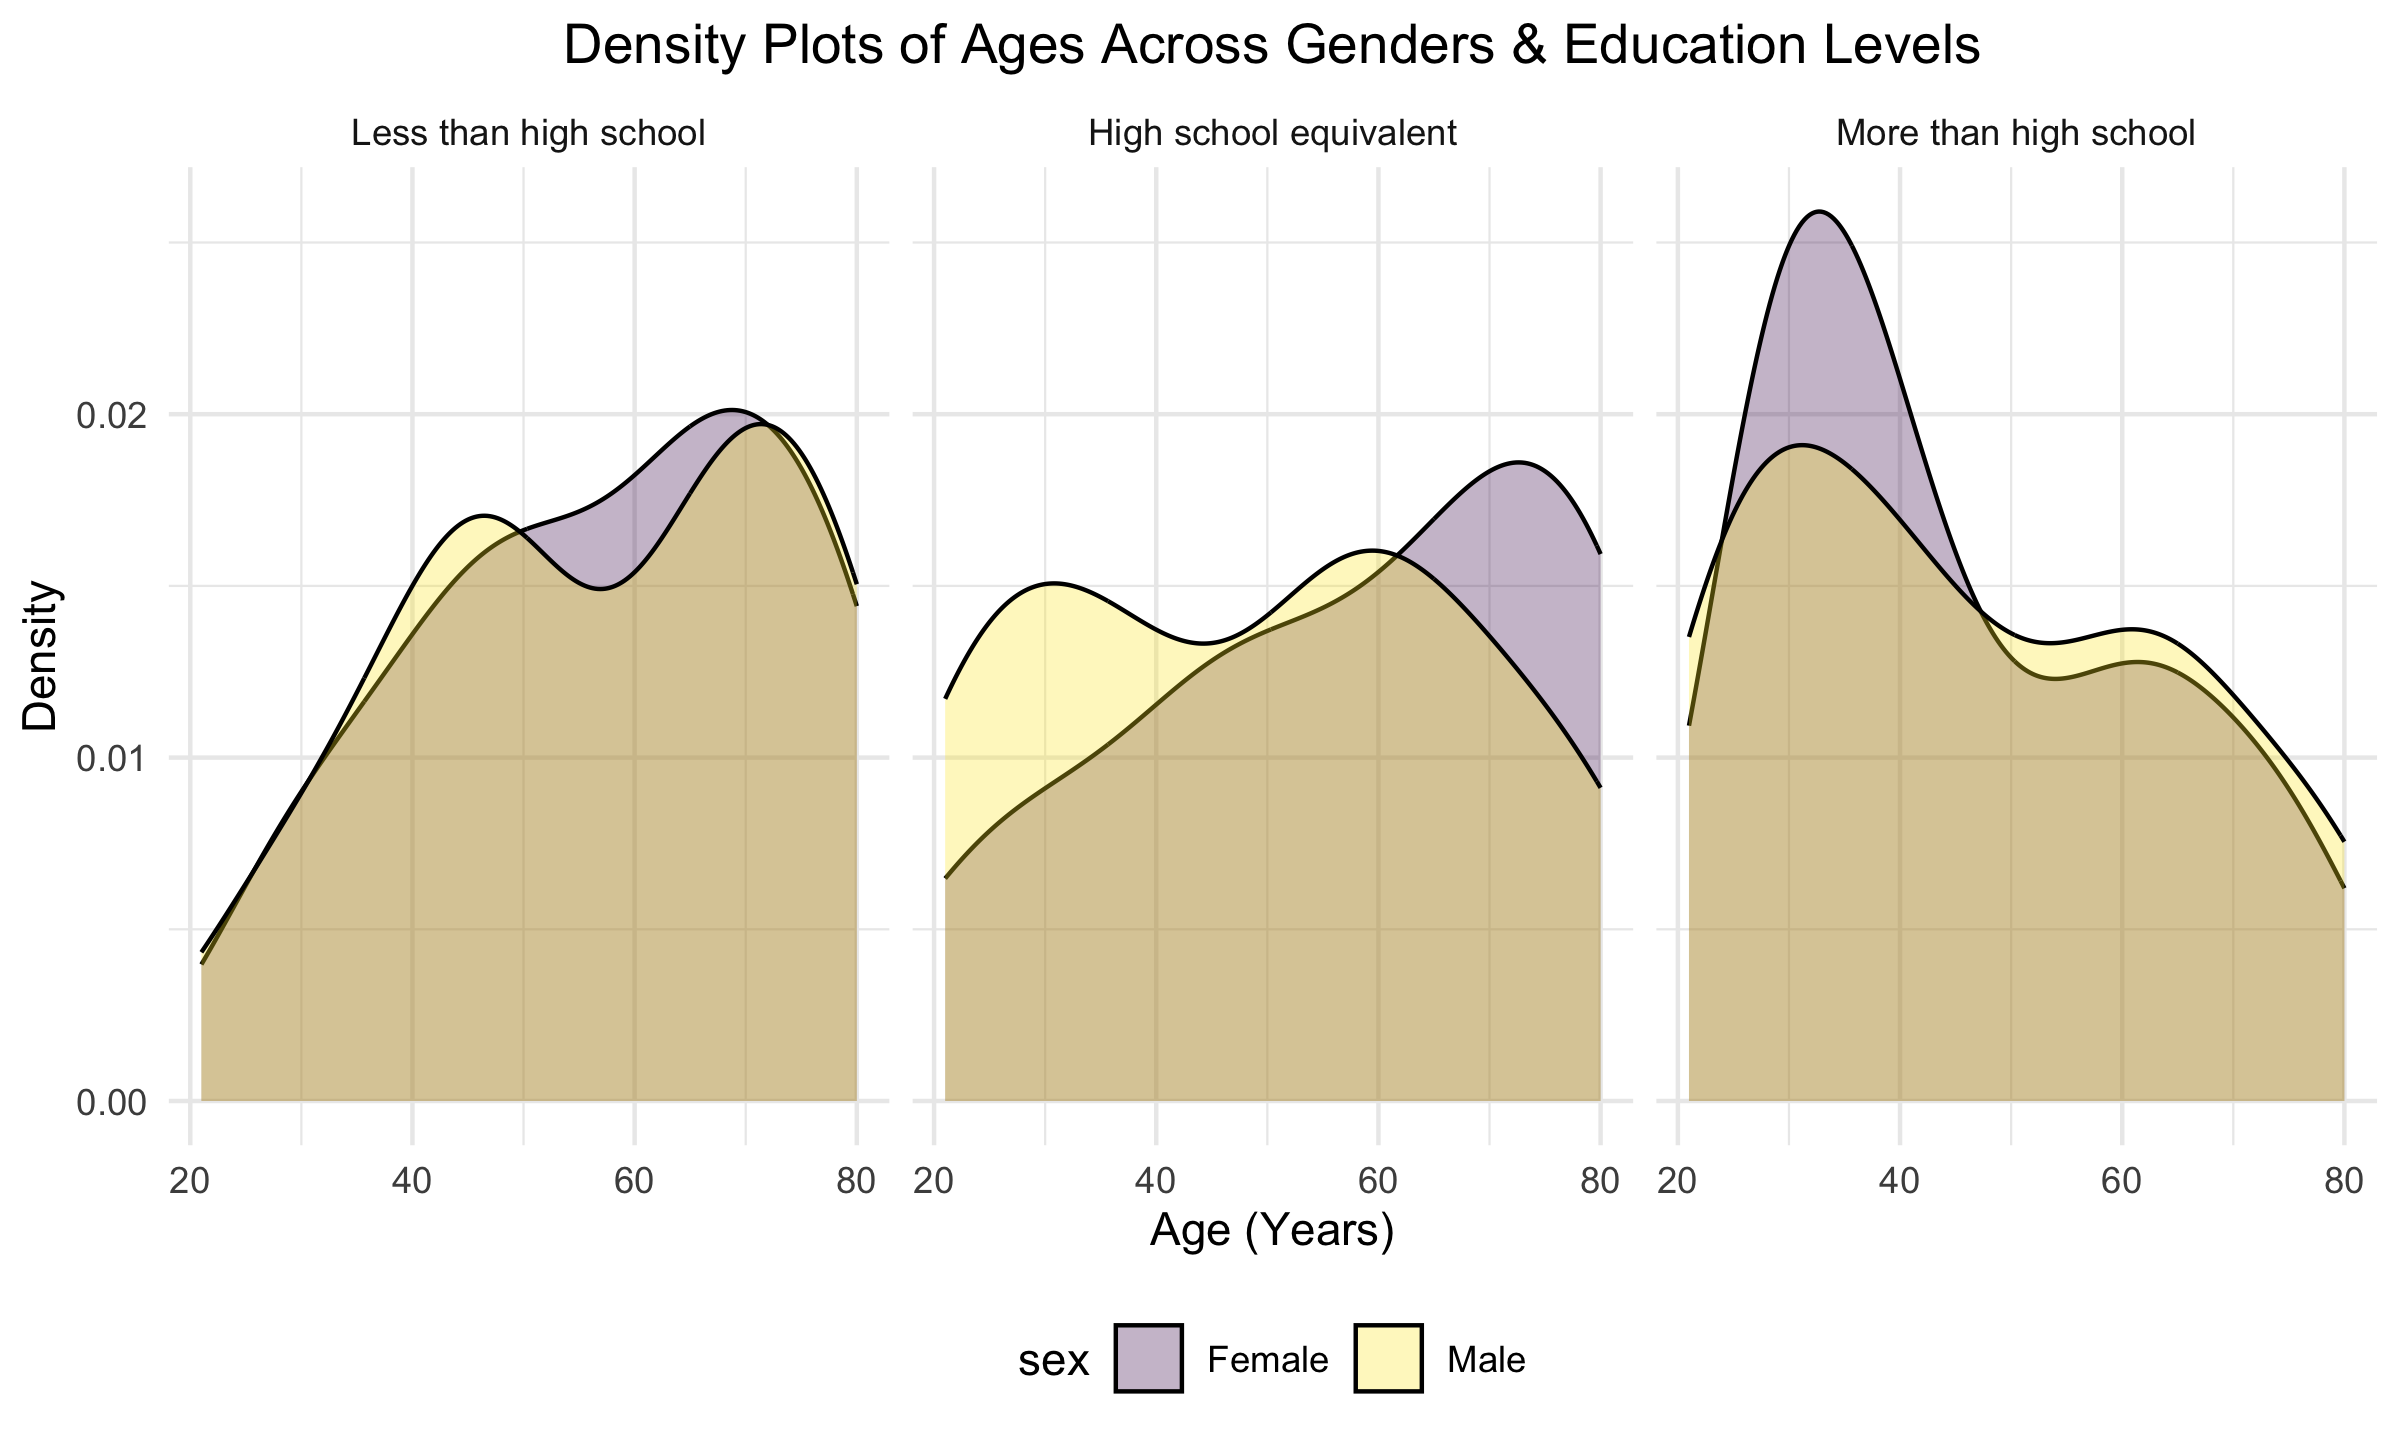 Density Plots of Ages Across Genders & Education Levels
Less than high school
High school equivalent
More than high school
Density
0.02
0.01
0.00
20 40 60 80
20 40 60 80
20 40 60 80
Age (Years)
sex Female Male